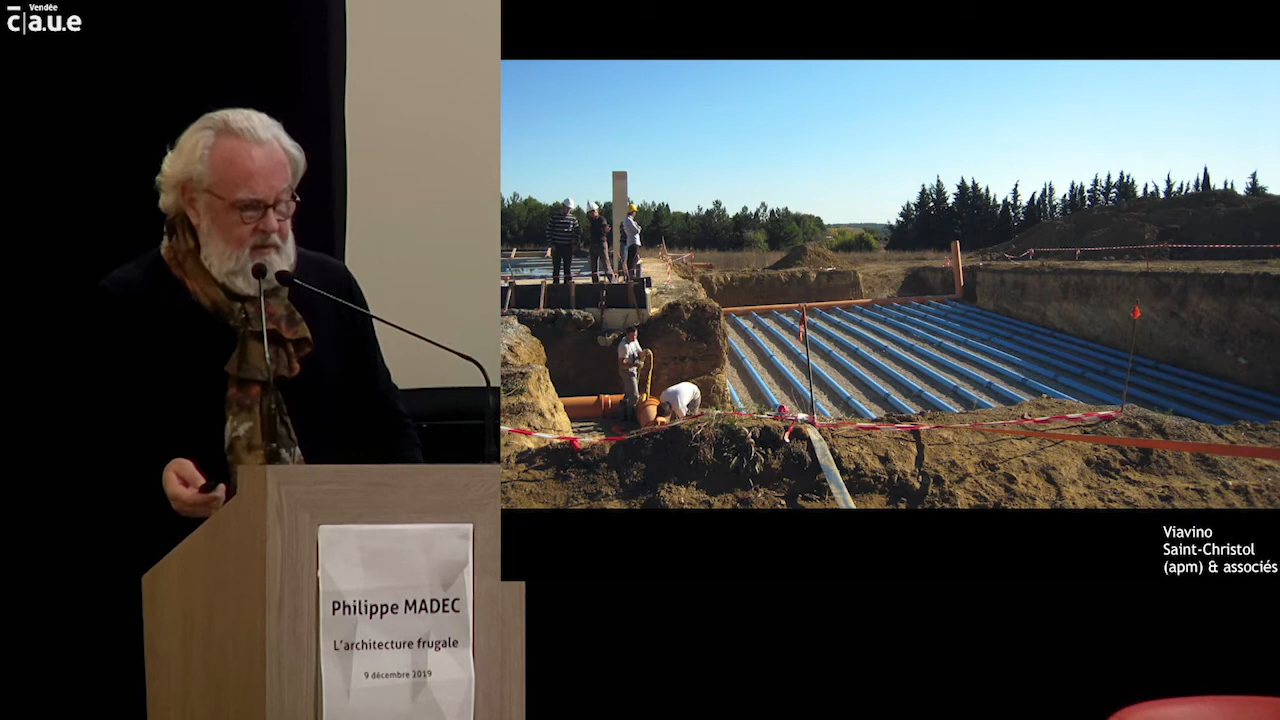 Vendée
c|a.u.e
Viavino
Saint-Christol
(apm) & associés
Philippe MADEC
L'architecture frugale
9 décembre 2019